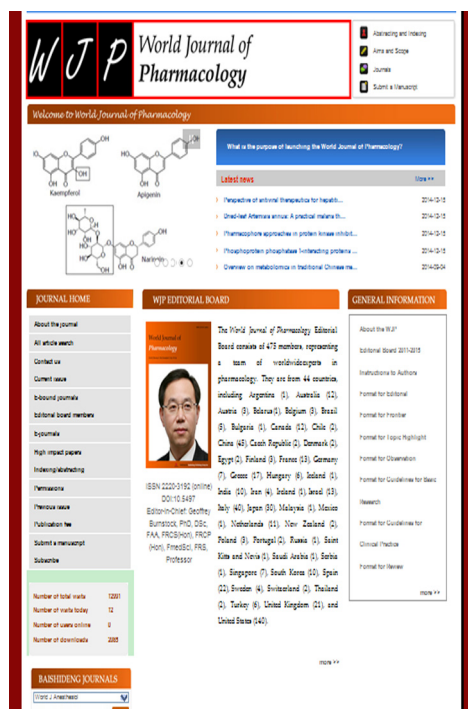 WJP
World Journal of
Pharmacology
Abstracting and Indexing
Aims and Scope
Journals
Submit a Manuscript
Welcome to World Journal of Pharmacology
OH
HO
OH
Kaempferol
Apigenin
What is the purpose of launching the World Journal of Pharmacology?
Latest news
More >>
Perspective of antiviral therapeutics for hepatit...
2014-12-15
Dried-leaf Artemisia annua: A practical malaria th...
2014-12-15
Pharmacophore approaches in protein kinase inhibit...
2014-12-15
Phosphoprotein phosphatase 1-interacting proteins ...
2014-12-15
Overview on metabolomics in traditional Chinese me...
JOURNAL HOME
About the journal
All article search
Contact us
Current issue
E-bound journals
Editorial board members
E-journals
High impact papers
Indexing/abstracting
Permissions
Previous issue
Publication fee
Submit a manuscript
Subscribe
Number of total visits
Number of visits today
12
Number of users online
0
Number of downloads
BAISHIDENG JOURNALS
World J Anesthesiol
WJP EDITORIAL BOARD
World Journal of
Pharmacology
ISSN 2220-3192 (online)
DOI:10.5497
Editor-in-Chief: Geoffrey
Burnstock, PhD, DSc,
FAA, FRCS(Hon), FRCP
(Hon), FmedSci, FRS,
Professor
The World Journal of Pharmacology Editorial
Board consists of 475 members, representing
a team of worldwide experts in
pharmacology. They are from 44 countries,
including Argentina (1), Australia (12),
Austria (3), Belarus(1), Belgium (3), Brazil
(5), Bulgaria (1), Canada (12), Chile (2),
China (45), Czech Republic (2), Denmark (2),
Egypt (2), Finland (3), France (13), Germany
(7), Greece (17), Hungary (6), Iceland (1),
India (10), Iran (4), Ireland (1), Israel (13),
Italy (40), Japan (50), Malaysia (1), Mexico
(1), Netherlands (11), New Zealand (2),
Poland (3), Portugal (2), Russia (1), Saint
Kitts and Nevis (1), Saudi Arabia (1), Serbia
(1), Singapore (7), South Korea (10), Spain
(22), Sweden (4), Switzerland (2), Thailand
(2), Turkey (6), United Kingdom (21), and
United States (140).
more >>
GENERAL INFORMATION
About the WJP
Editorial Board 2011-2015
Instructions to Authors
Format for Editorial
Format for Frontier
Format for Topic Highlight
Format for Observation
Format for Guidelines for Basic
Research
Format for Guidelines for
Clinical Practice
Format for Review
more >>